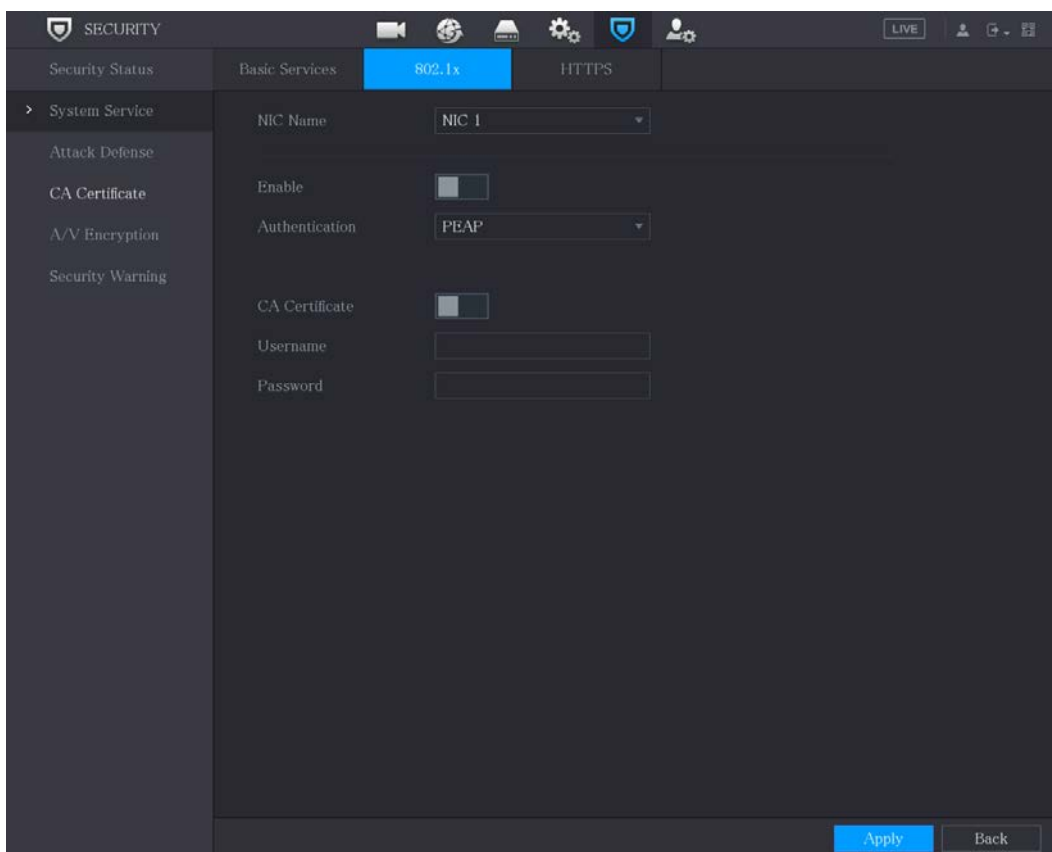 SECURITY
LIVE
Security Status
Basic Services
802.1x
HTTPS
System Service
NIC Name
NIC 1
Attack Defense
CA Certificate
Enable
A/V Encryption
Authentication
PEAP
Security Warning
CA Certificate
Username
Password
Apply
Back